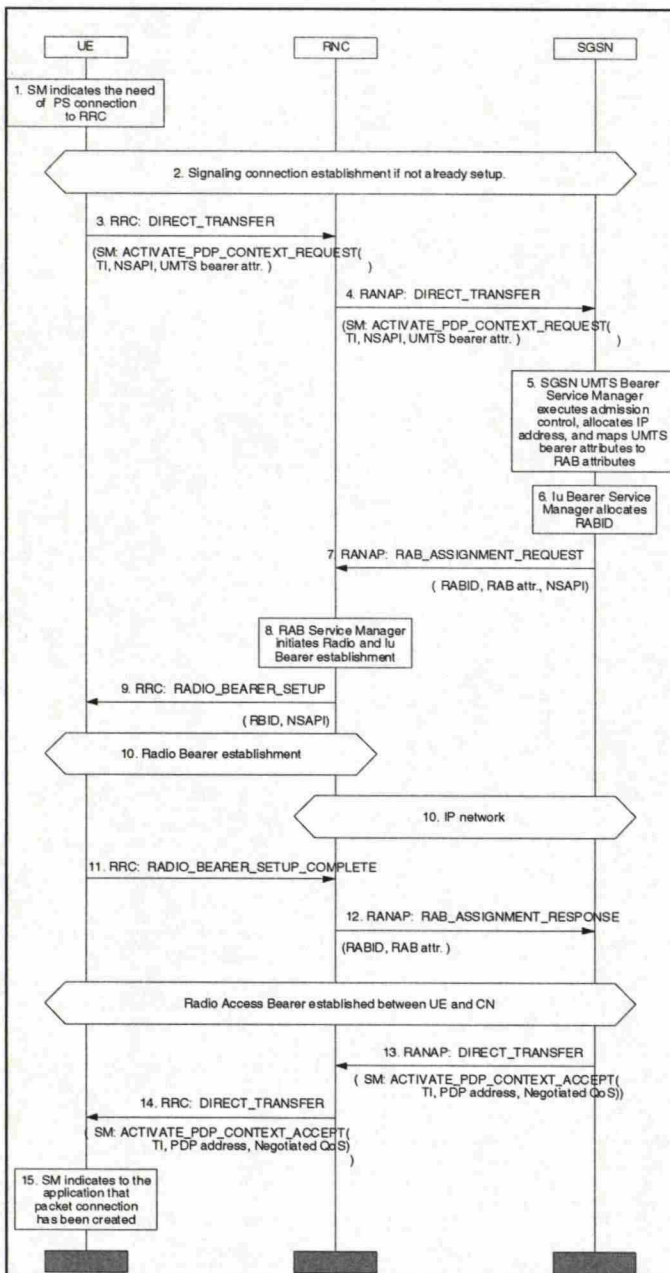 UE
RNC
SGSN
1. SM indicates the need
of PS connection
to RRC
2. Signaling connection establishment if not already setup.
3. RRC: DIRECT_TRANSFER
(SM: ACTIVATE_PDP_CONTEXT_REQUEST(
TI, NSAPI, UMTS bearer attr. ) )
4. RANAP: DIRECT_TRANSFER
(SM: ACTIVATE_PDP_CONTEXT_REQUEST(
TI, NSAPI, UMTS bearer attr. ) )
5. SGSN UMTS Bearer
Service Manager
executes admission
control, allocates IP
address, and maps UMTS
bearer attributes to
RAB attributes
6. Iu Bearer Service
Manager allocates
RABID
7. RANAP: RAB_ASSIGNMENT_REQUEST
( RABID, RAB attr., NSAPI)
8. RAB Service Manager
initiates Radio and Iu
Bearer establishment
9. RRC: RADIO_BEARER_SETUP
( RBID, NSAPI)
10. Radio Bearer establishment
10. IP network
11. RRC: RADIO_BEARER_SETUP_COMPLETE
12. RANAP: RAB_ASSIGNMENT_RESPONSE
(RABID, RAB attr. )
Radio Access Bearer established between UE and CN
13. RANAP: DIRECT_TRANSFER
( SM: ACTIVATE_PDP_CONTEXT_ACCEPT(
TI, PDP address, Negotiated QoS))
14. RRC: DIRECT_TRANSFER
( SM: ACTIVATE_PDP_CONTEXT_ACCEPT(
TI, PDP address, Negotiated QoS)
)
15. SM indicates to the
application that
packet connection
has been created